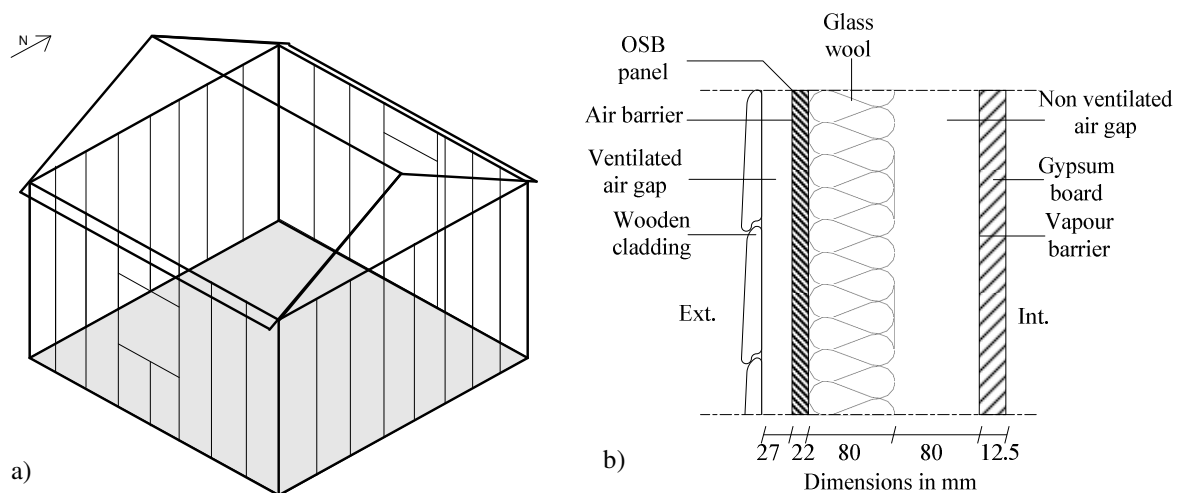 N
a)
Glass
wool
OSB
panel
Air barrier
Ventilated
air gap
Wooden
cladding
Non ventilated
air gap
Gypsum
board
Vapour
barrier
Ext.
Int.
27 22 80 80 12.5
Dimensions in mm
b)